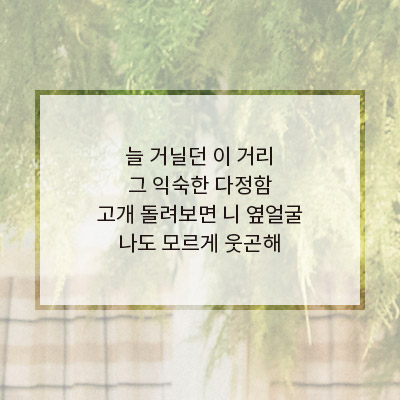 늘 거닐던 이 거리
그 익숙한 다정함
고개 돌려보면 니 옆얼굴
나도 모르게 웃곤해